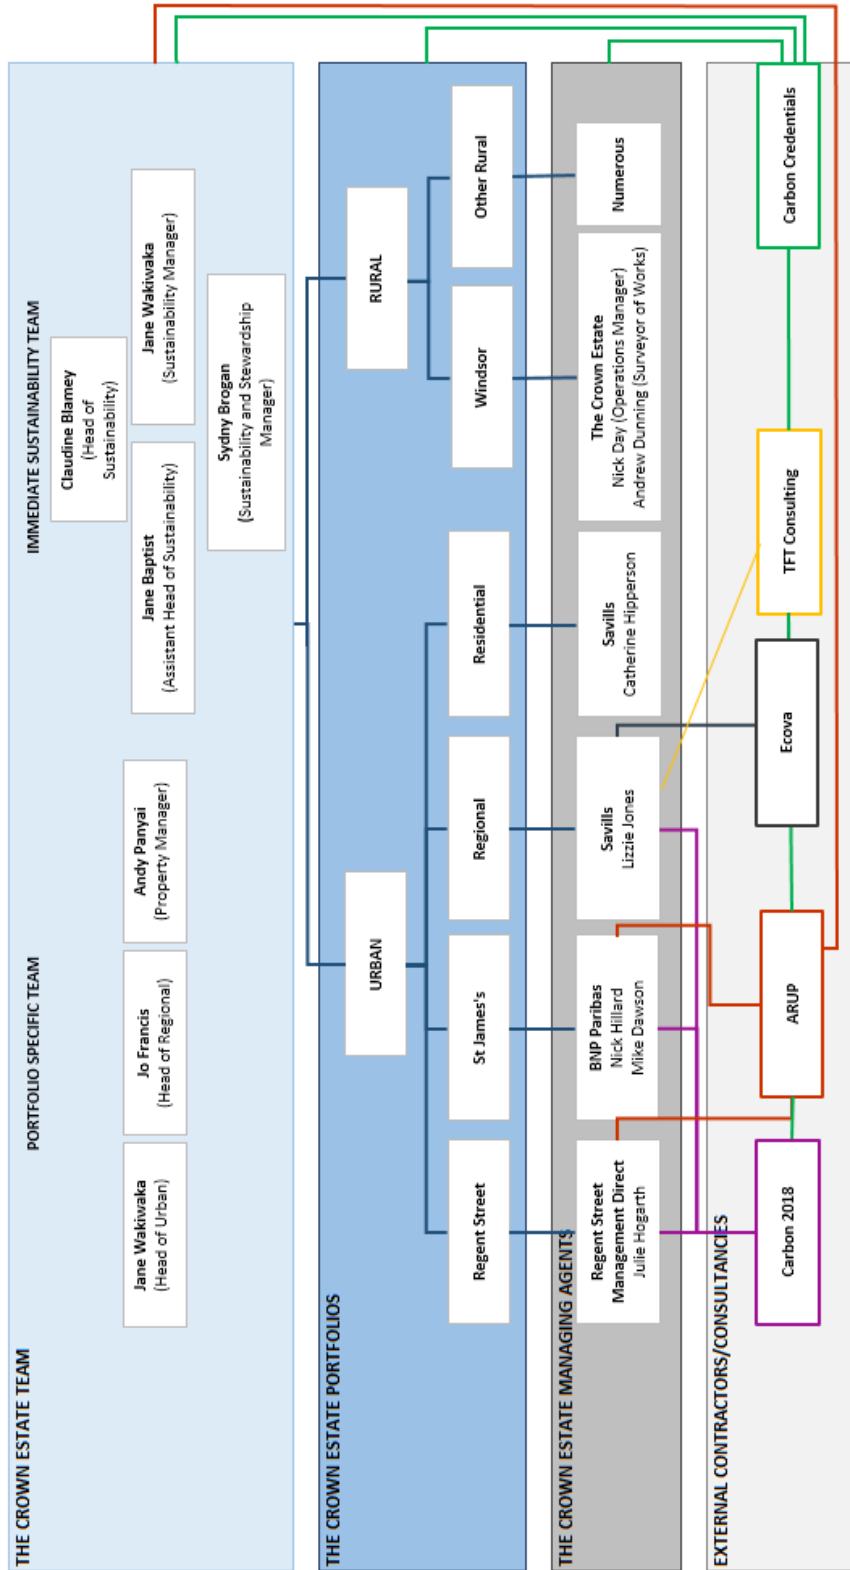 THE CROWN ESTATE TEAM
PORTFOLIO SPECIFIC TEAM
IMMEDIATE SUSTAINABILITY TEAM
Jane Wakiwaka
(Head of Urban)
Jo Francis
(Head of Regional)
Andy Panyai
(Property Manager)
Claudine Blamey
(Head of
Sustainability)
Jane Baptist
(Assistant Head of Sustainability)
Jane Wakiwaka
(Sustainability Manager)
Sydny Brogan
(Sustainability and Stewardship
Manager)
THE CROWN ESTATE PORTFOLIOS
URBAN
RURAL
Regent Street
St James's
Regional
Residential
Windsor
Other Rural
THE CROWN ESTATE MANAGING AGENTS
Regent Street
Management Direct
Julie Hogarth
BNP Paribas
Nick Hillard
Mike Dawson
Savills
Lizzie Jones
Savills
Catherine Hipperson
The Crown Estate
Nick Day (Operations Manager)
Andrew Dunning (Surveyor of Works)
Numerous
EXTERNAL CONTRACTORS/CONSULTANCIES
Carbon 2018
ARUP
Ecova
TFT Consulting
Carbon Credentials